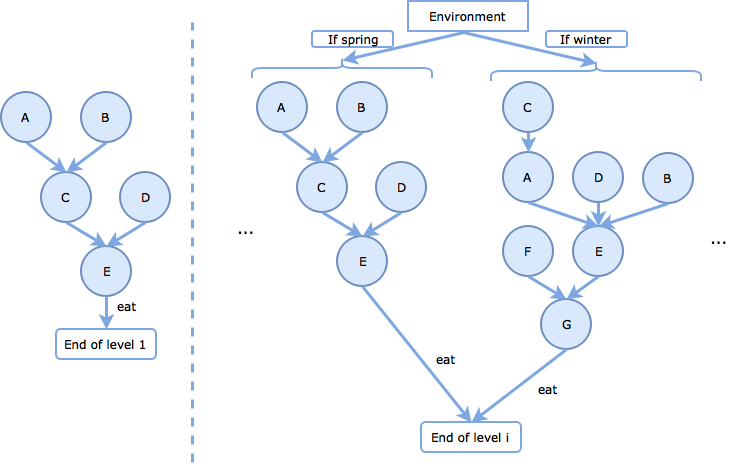 Environment
If spring
If winter
A
B
C
D
E
eat
End of level 1
...
A
B
C
D
E
eat
C
A
D
B
F
E
G
eat
...
End of level i